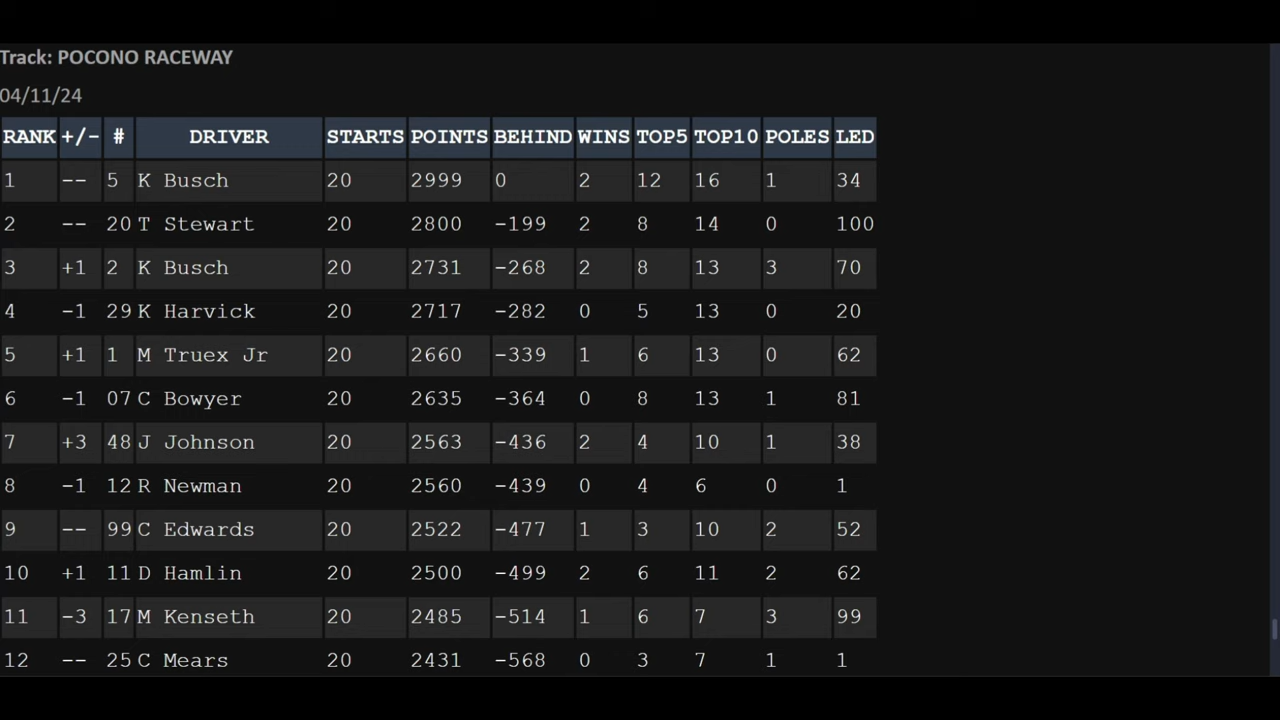 Track: POCONO RACEWAY
04/11/24
RANK +/- # DRIVER STARTS POINTS BEHIND WINS TOP5 TOP10 POLES LED
1 -- 5 K Busch 20 2999 0 2 12 16 1 34
2 -- 20 T Stewart 20 2800 -199 2 8 14 0 100
3 +1 2 K Busch 20 2731 -268 2 8 13 3 70
4 -1 29 K Harvick 20 2717 -282 0 5 13 0 20
5 +1 1 M Truex Jr 20 2660 -339 1 6 13 0 62
6 -1 07 C Bowyer 20 2635 -364 0 8 13 1 81
7 +3 48 J Johnson 20 2563 -436 2 4 10 1 38
8 -1 12 R Newman 20 2560 -439 0 4 6 0 1
9 -- 99 C Edwards 20 2522 -477 1 3 10 2 52
10 +1 11 D Hamlin 20 2500 -499 2 6 11 2 62
11 -3 17 M Kenseth 20 2485 -514 1 6 7 3 99
12 -- 25 C Mears 20 2431 -568 0 3 7 1 1